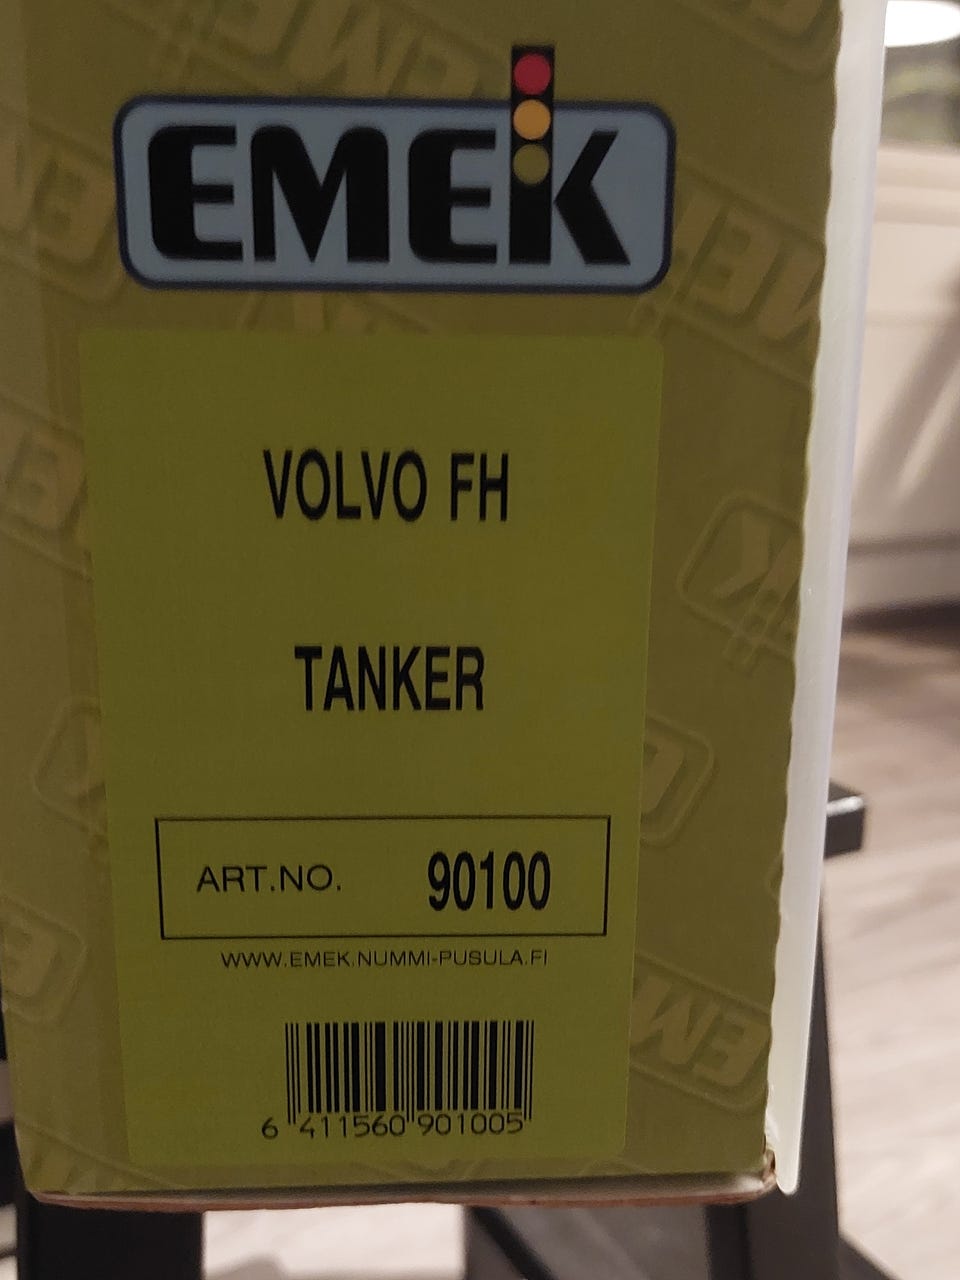 EMEK
VOLVO FH
TANKER
ART.NO. 90100
WWW.EMEK.NUMMI-PUSULA.FI
6 411560 901005